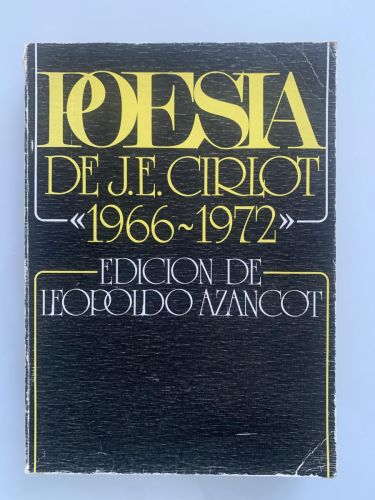 POESIA
DE J.E. CIRLOT
«1966~1972»
EDICION DE
LEOPOLDO AZANCOT